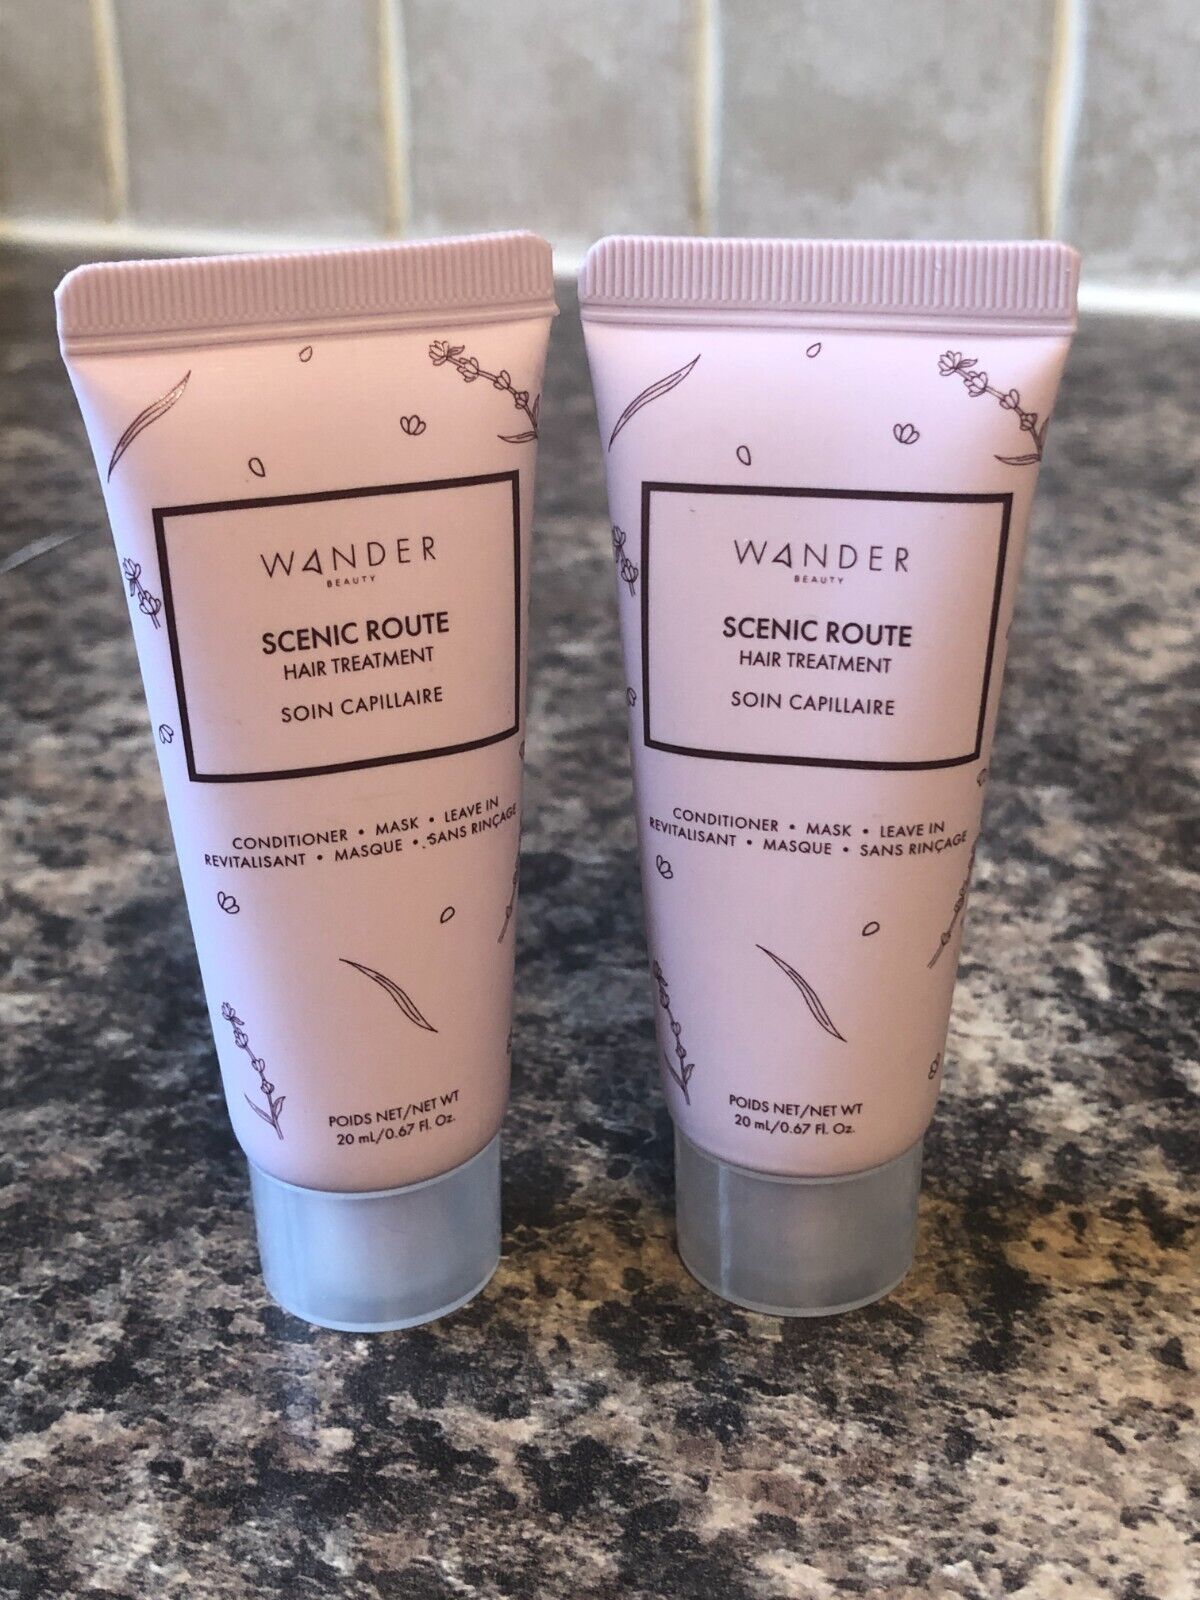 WANDER
BEAUTY
SCENIC ROUTE
HAIR TREATMENT
SOIN CAPILLAIRE
CONDITIONER • MASK • LEAVE IN
REVITALISANT • MASQUE • SANS RINÇAGE
POIDS NET/NET WT
20 mL/0.67 Fl. Oz.
WANDER
BEAUTY
SCENIC ROUTE
HAIR TREATMENT
SOIN CAPILLAIRE
CONDITIONER • MASK • LEAVE IN
REVITALISANT • MASQUE • SANS RINÇAGE
POIDS NET/NET WT
20 mL/0.67 Fl. Oz.